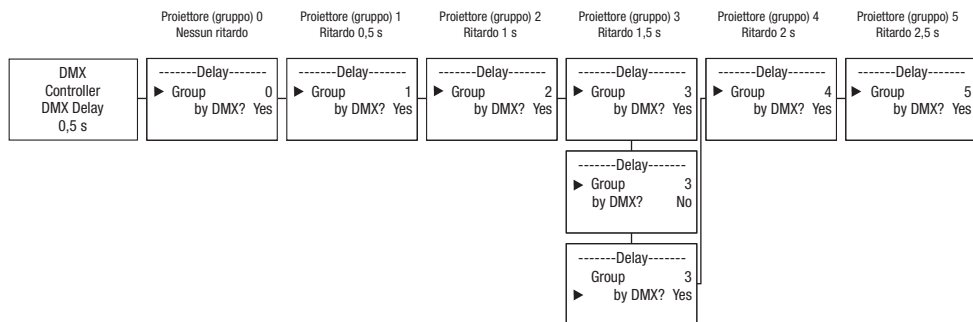 Proiettore (gruppo) 0
Nessun ritardo
Proiettore (gruppo) 1
Ritardo 0,5 s
Proiettore (gruppo) 2
Ritardo 1 s
Proiettore (gruppo) 3
Ritardo 1,5 s
Proiettore (gruppo) 4
Ritardo 2 s
Proiettore (gruppo) 5
Ritardo 2,5 s
DMX
Controller
DMX Delay
0,5 s
-------Delay-------
▶ Group 0
by DMX? Yes
-------Delay-------
▶ Group 1
by DMX? Yes
-------Delay-------
▶ Group 2
by DMX? Yes
-------Delay-------
▶ Group 3
by DMX? Yes
-------Delay-------
▶ Group 4
by DMX? Yes
-------Delay-------
▶ Group 5
by DMX? Yes
-------Delay-------
▶ Group 3
by DMX? No
-------Delay-------
Group 3
▶ by DMX? Yes